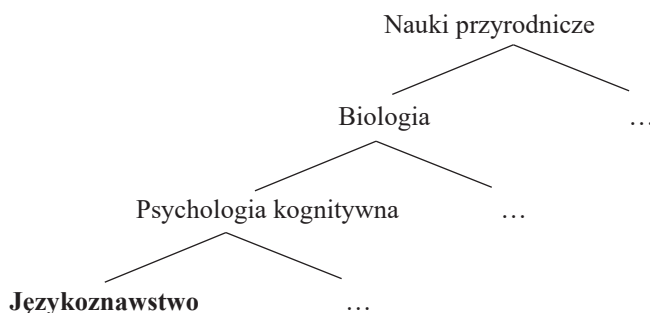 Nauki przyrodnicze
Biologia …
Psychologia kognitywna …
Językoznawstwo …